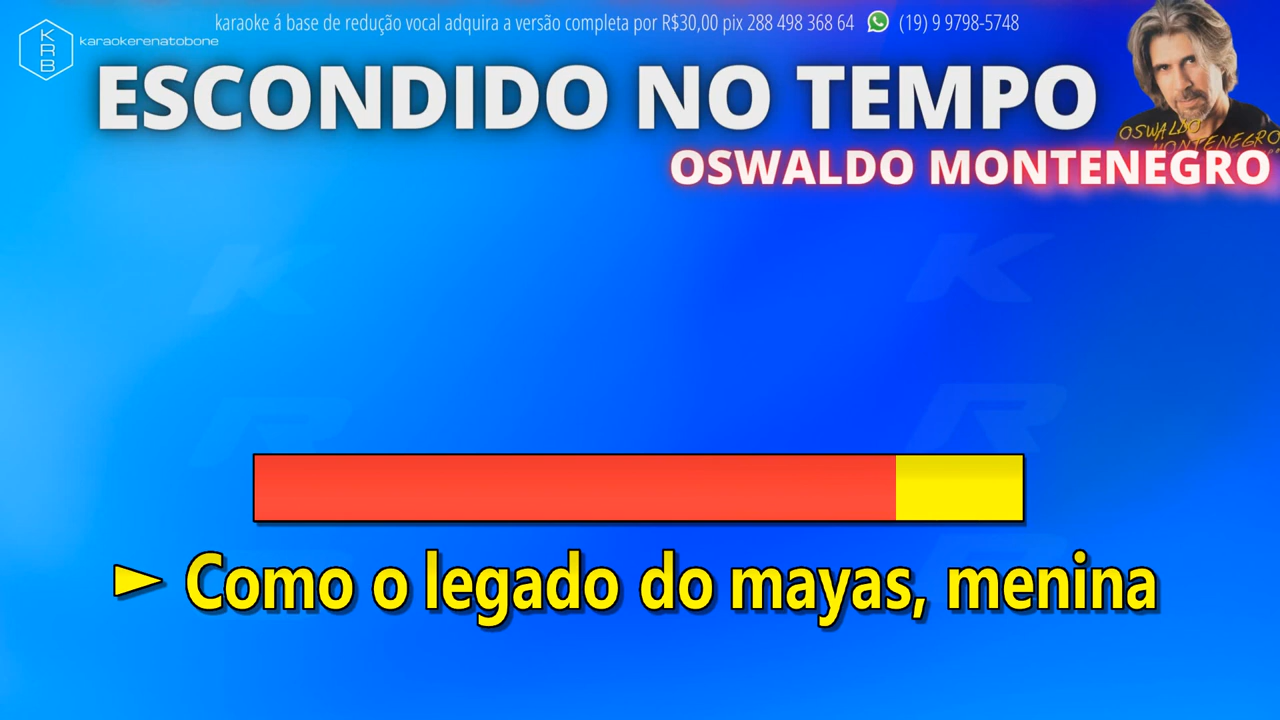 karaoke á base de redução vocal adquira a versão completa por R$30,00 pix 288 498 368 64 (19) 9 9798-5748
KRB
karaokerenatobone
ESCONDIDO NO TEMPO
OSWALDO MONTENEGRO
OSWALDO MONTENEGRO
K K
R R
► Como o legado do mayas, menina